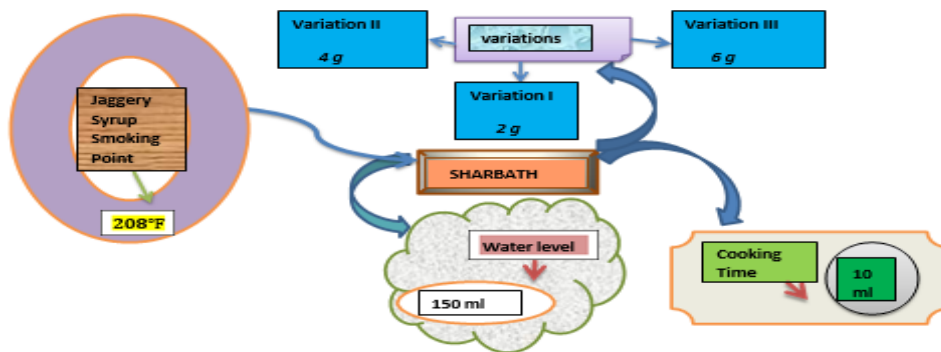 Variation II
4 g
variations
Variation III
6 g
Variation I
2 g
Jaggery
Syrup
Smoking
Point
208°F
SHARBATH
Water level
150 ml
Cooking
Time
10
ml